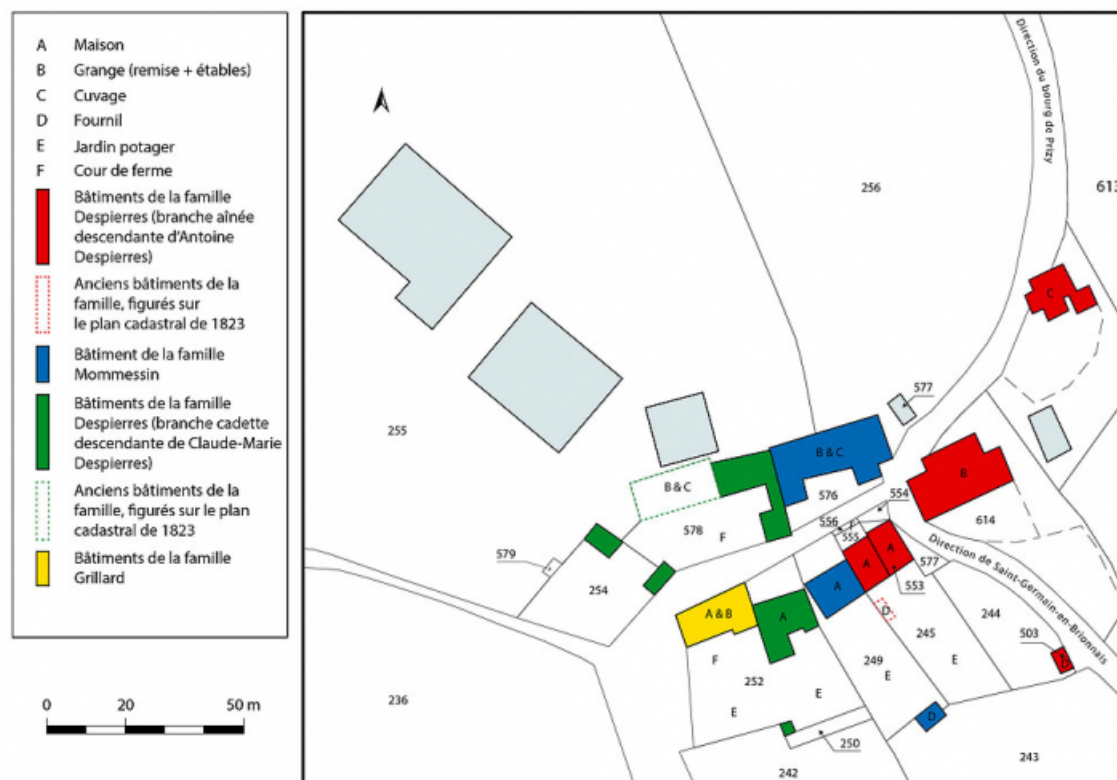 A Maison
B Grange (remise + étables)
C Cuvage
D Fournil
E Jardin potager
F Cour de ferme
Bâtiments de la famille
Despierres (branche aînée
descendante d'Antoine
Despierres)
Anciens bâtiments de la
famille, figurés sur
le plan cadastral de 1823
Bâtiment de la famille
Mommessin
Bâtiments de la famille
Despierres (branche cadette
descendante de Claude-Marie
Despierres)
Anciens bâtiments de la
famille, figurés sur le plan
cadastral de 1823
Bâtiments de la famille
Grillard
0 20 50 m
Direction du bourg de Prizy
256
613
C
577
255
B & C
B & C
B
576
554
556
555
614
578
F
579
A
A
577
Direction de Saint-Germain-en-Brionnais
553
254
A
A & B
A
D
244
245
503
D
F
249
252
E
E
236
E
E
D
250
243
242